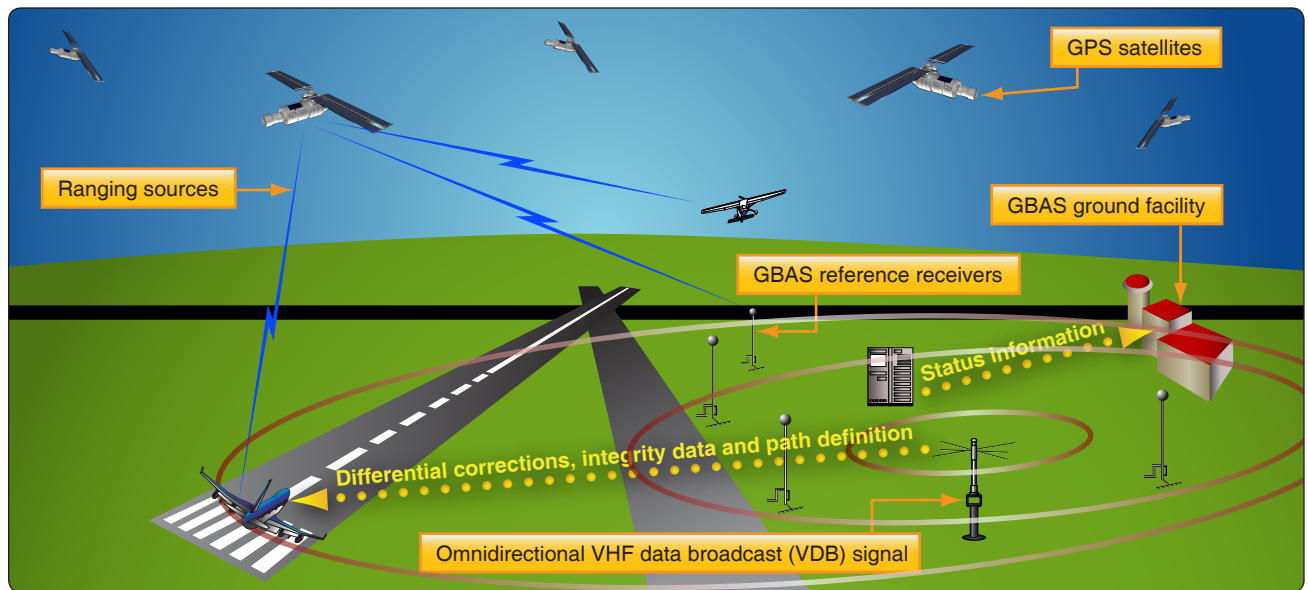 GPS satellites
Ranging sources
GBAS ground facility
GBAS reference receivers
Status information
Differential corrections, integrity data and path definition
Omnidirectional VHF data broadcast (VDB) signal